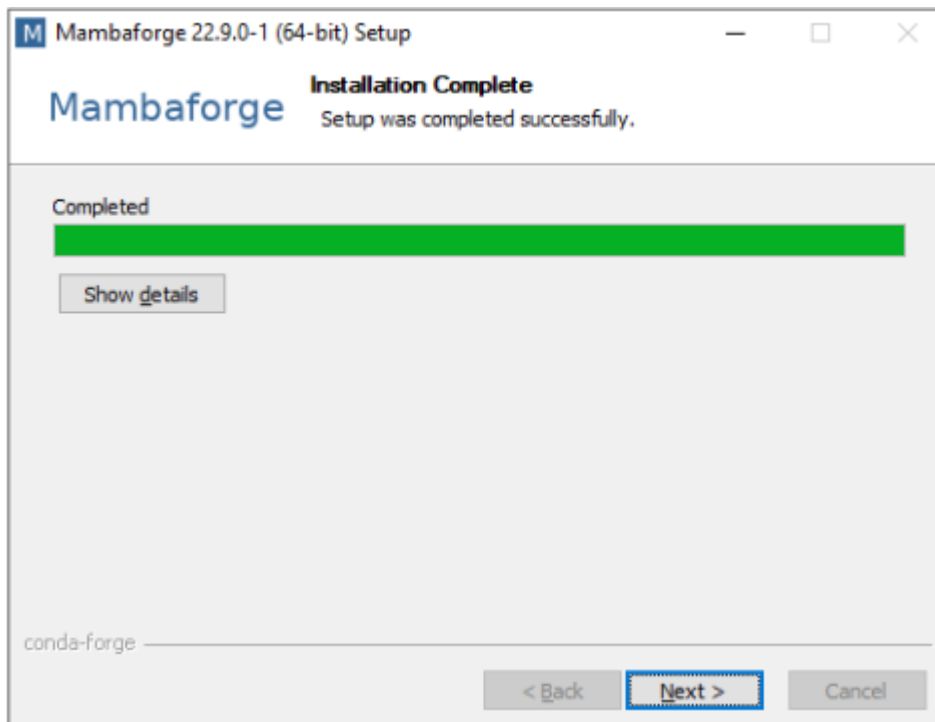 M Mambaforge 22.9.0-1 (64-bit) Setup
Mambaforge
Installation Complete
Setup was completed successfully.
Completed
Show details
conda-forge
< Back
Next >
Cancel